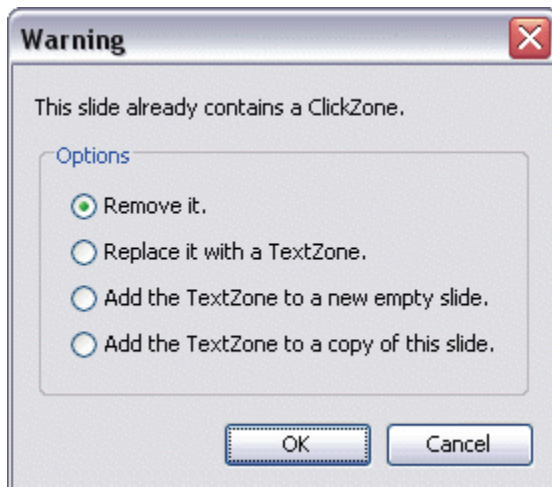 Warning
This slide already contains a ClickZone.
Options
Remove it.
Replace it with a TextZone.
Add the TextZone to a new empty slide.
Add the TextZone to a copy of this slide.
OK
Cancel